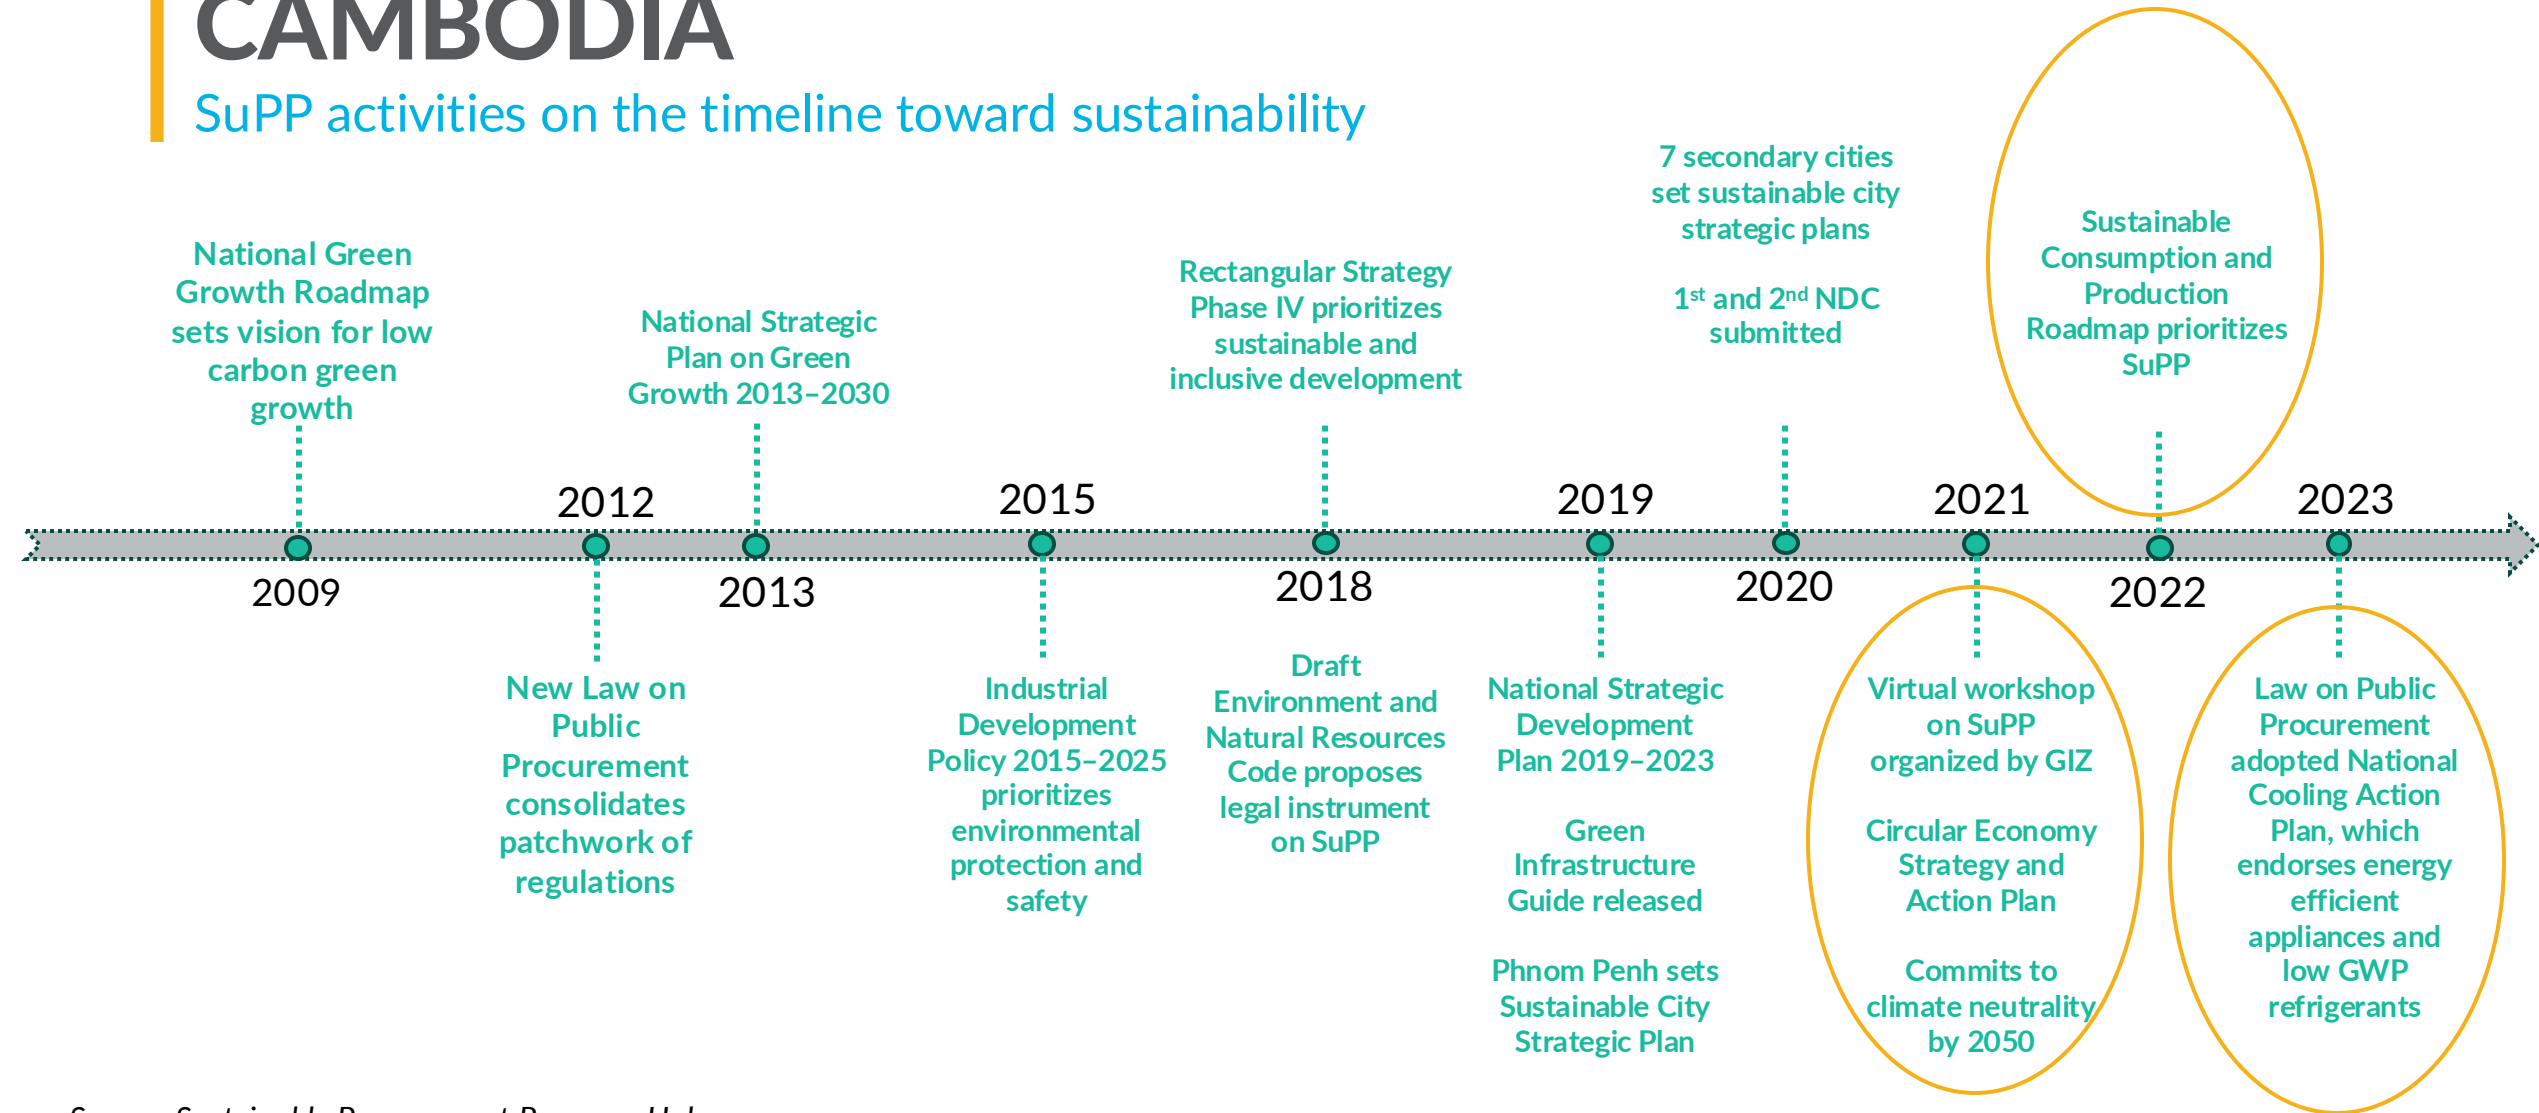 CAMBODIA
SuPP activities on the timeline toward sustainability
National Green
Growth Roadmap
sets vision for low
carbon green
growth
2009
2012
New Law on
Public
Procurement
consolidates
patchwork of
regulations
National Strategic
Plan on Green
Growth 2013–2030
2013
2015
Industrial
Development
Policy 2015–2025
prioritizes
environmental
protection and
safety
Rectangular Strategy
Phase IV prioritizes
sustainable and
inclusive development
2018
Draft
Environment and
Natural Resources
Code proposes
legal instrument
on SuPP
2019
National Strategic
Development
Plan 2019–2023
Green
Infrastructure
Guide released
Phnom Penh sets
Sustainable City
Strategic Plan
7 secondary cities
set sustainable city
strategic plans
1st and 2nd NDC
submitted
2020
2021
Virtual workshop
on SuPP
organized by GIZ
Circular Economy
Strategy and
Action Plan
Commits to
climate neutrality
by 2050
Sustainable
Consumption and
Production
Roadmap prioritizes
SuPP
2022
2023
Law on Public
Procurement
adopted National
Cooling Action
Plan, which
endorses energy
efficient
appliances and
low GWP
refrigerants